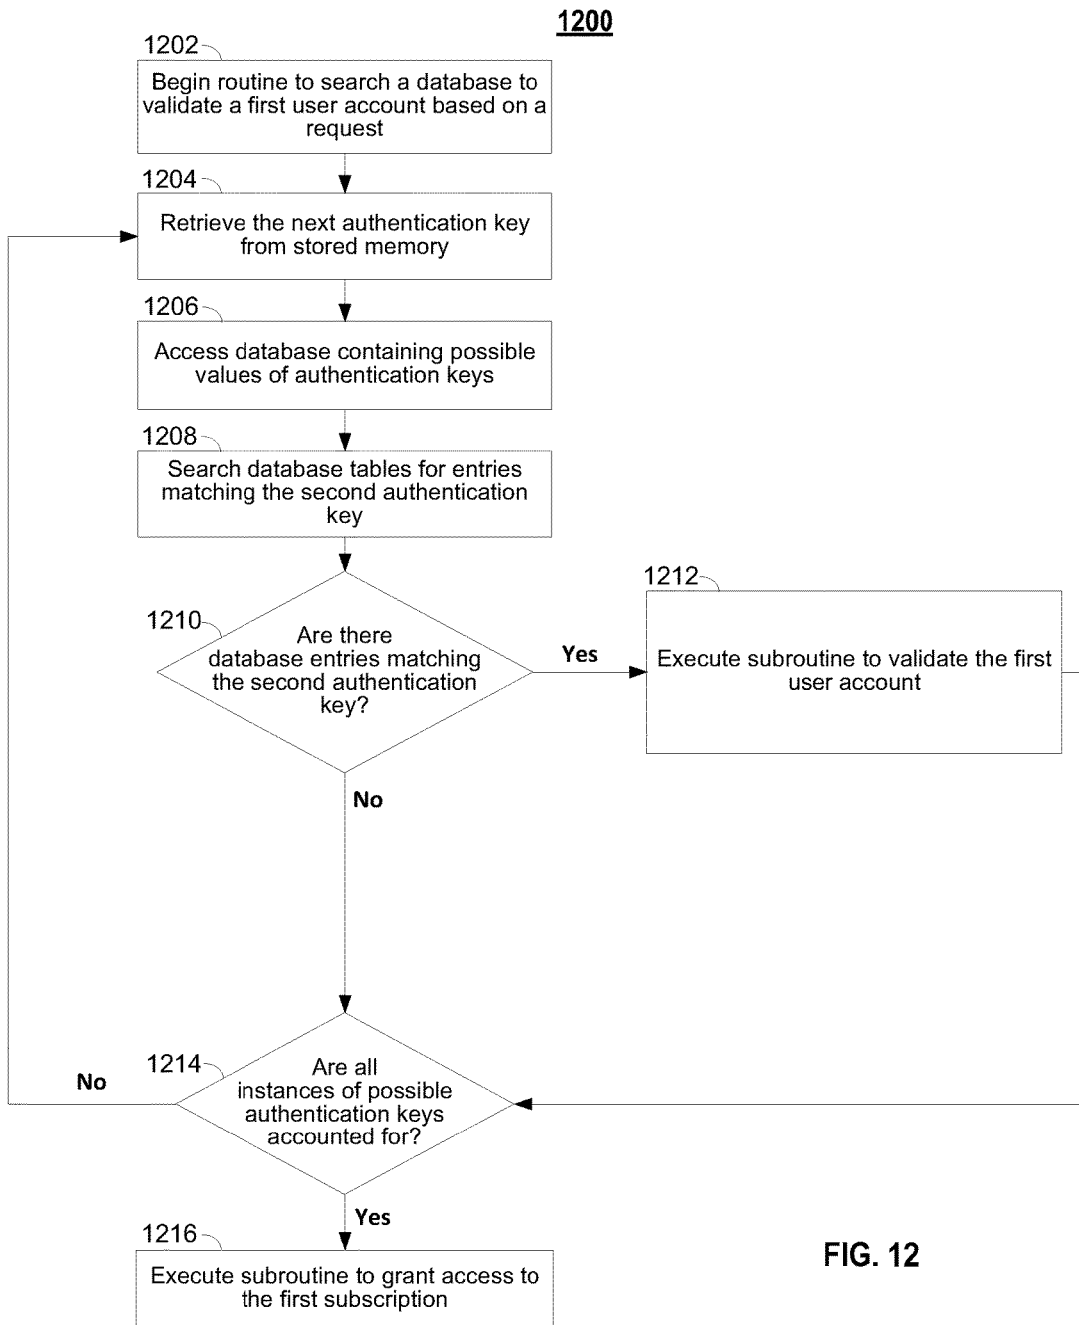 1200
1202
Begin routine to search a database to
validate a first user account based on a
request
1204
Retrieve the next authentication key
from stored memory
1206
Access database containing possible
values of authentication keys
1208
Search database tables for entries
matching the second authentication
key
1210
Are there
database entries matching
the second authentication
key?
Yes
1212
Execute subroutine to validate the first
user account
No
1214
Are all
instances of possible
authentication keys
accounted for?
No
Yes
1216
Execute subroutine to grant access to
the first subscription
FIG. 12